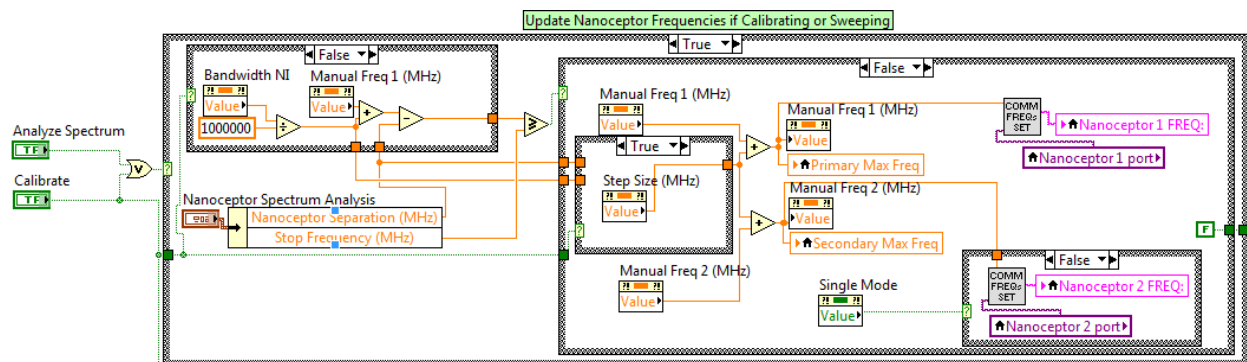 Update Nanoceptor Frequencies if Calibrating or Sweeping
True
False
False
Bandwidth NI
Manual Freq 1 (MHz)
Value
Value
1000000
Manual Freq 1 (MHz)
Value
Manual Freq 1 (MHz)
Value
Primary Max Freq
COMM
FREQs
SET
Nanoceptor 1 FREQ:
Nanoceptor 1 port
Analyze Spectrum
TF
Calibrate
TF
True
Step Size (MHz)
Value
Manual Freq 2 (MHz)
Value
Secondary Max Freq
Nanoceptor Spectrum Analysis
Nanoceptor Separation (MHz)
Stop Frequency (MHz)
F
Manual Freq 2 (MHz)
Value
Single Mode
Value
False
COMM
FREQs
SET
Nanoceptor 2 FREQ:
Nanoceptor 2 port